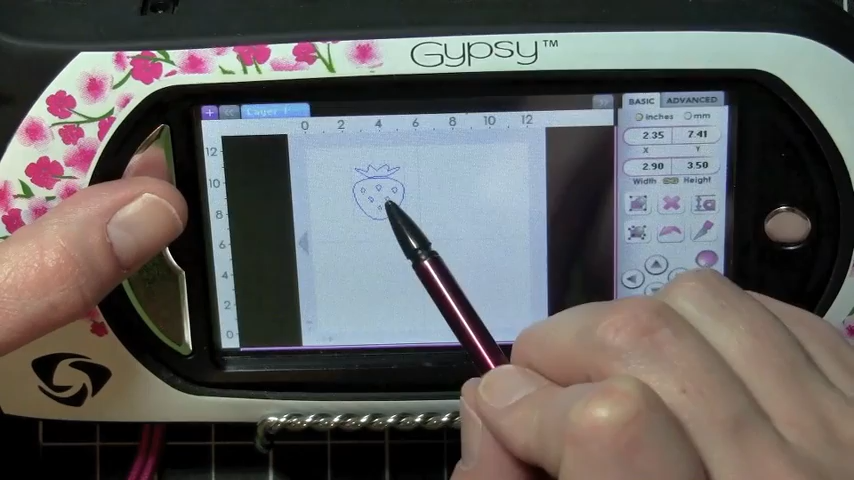 GYPSY™
+ << Layer 1 >>
BASIC ADVANCED
inches mm
0 2 4 6 8 10 12
12
10
8
6
4
2
0
2.35 7.41
X Y
2.90 3.50
Width Height